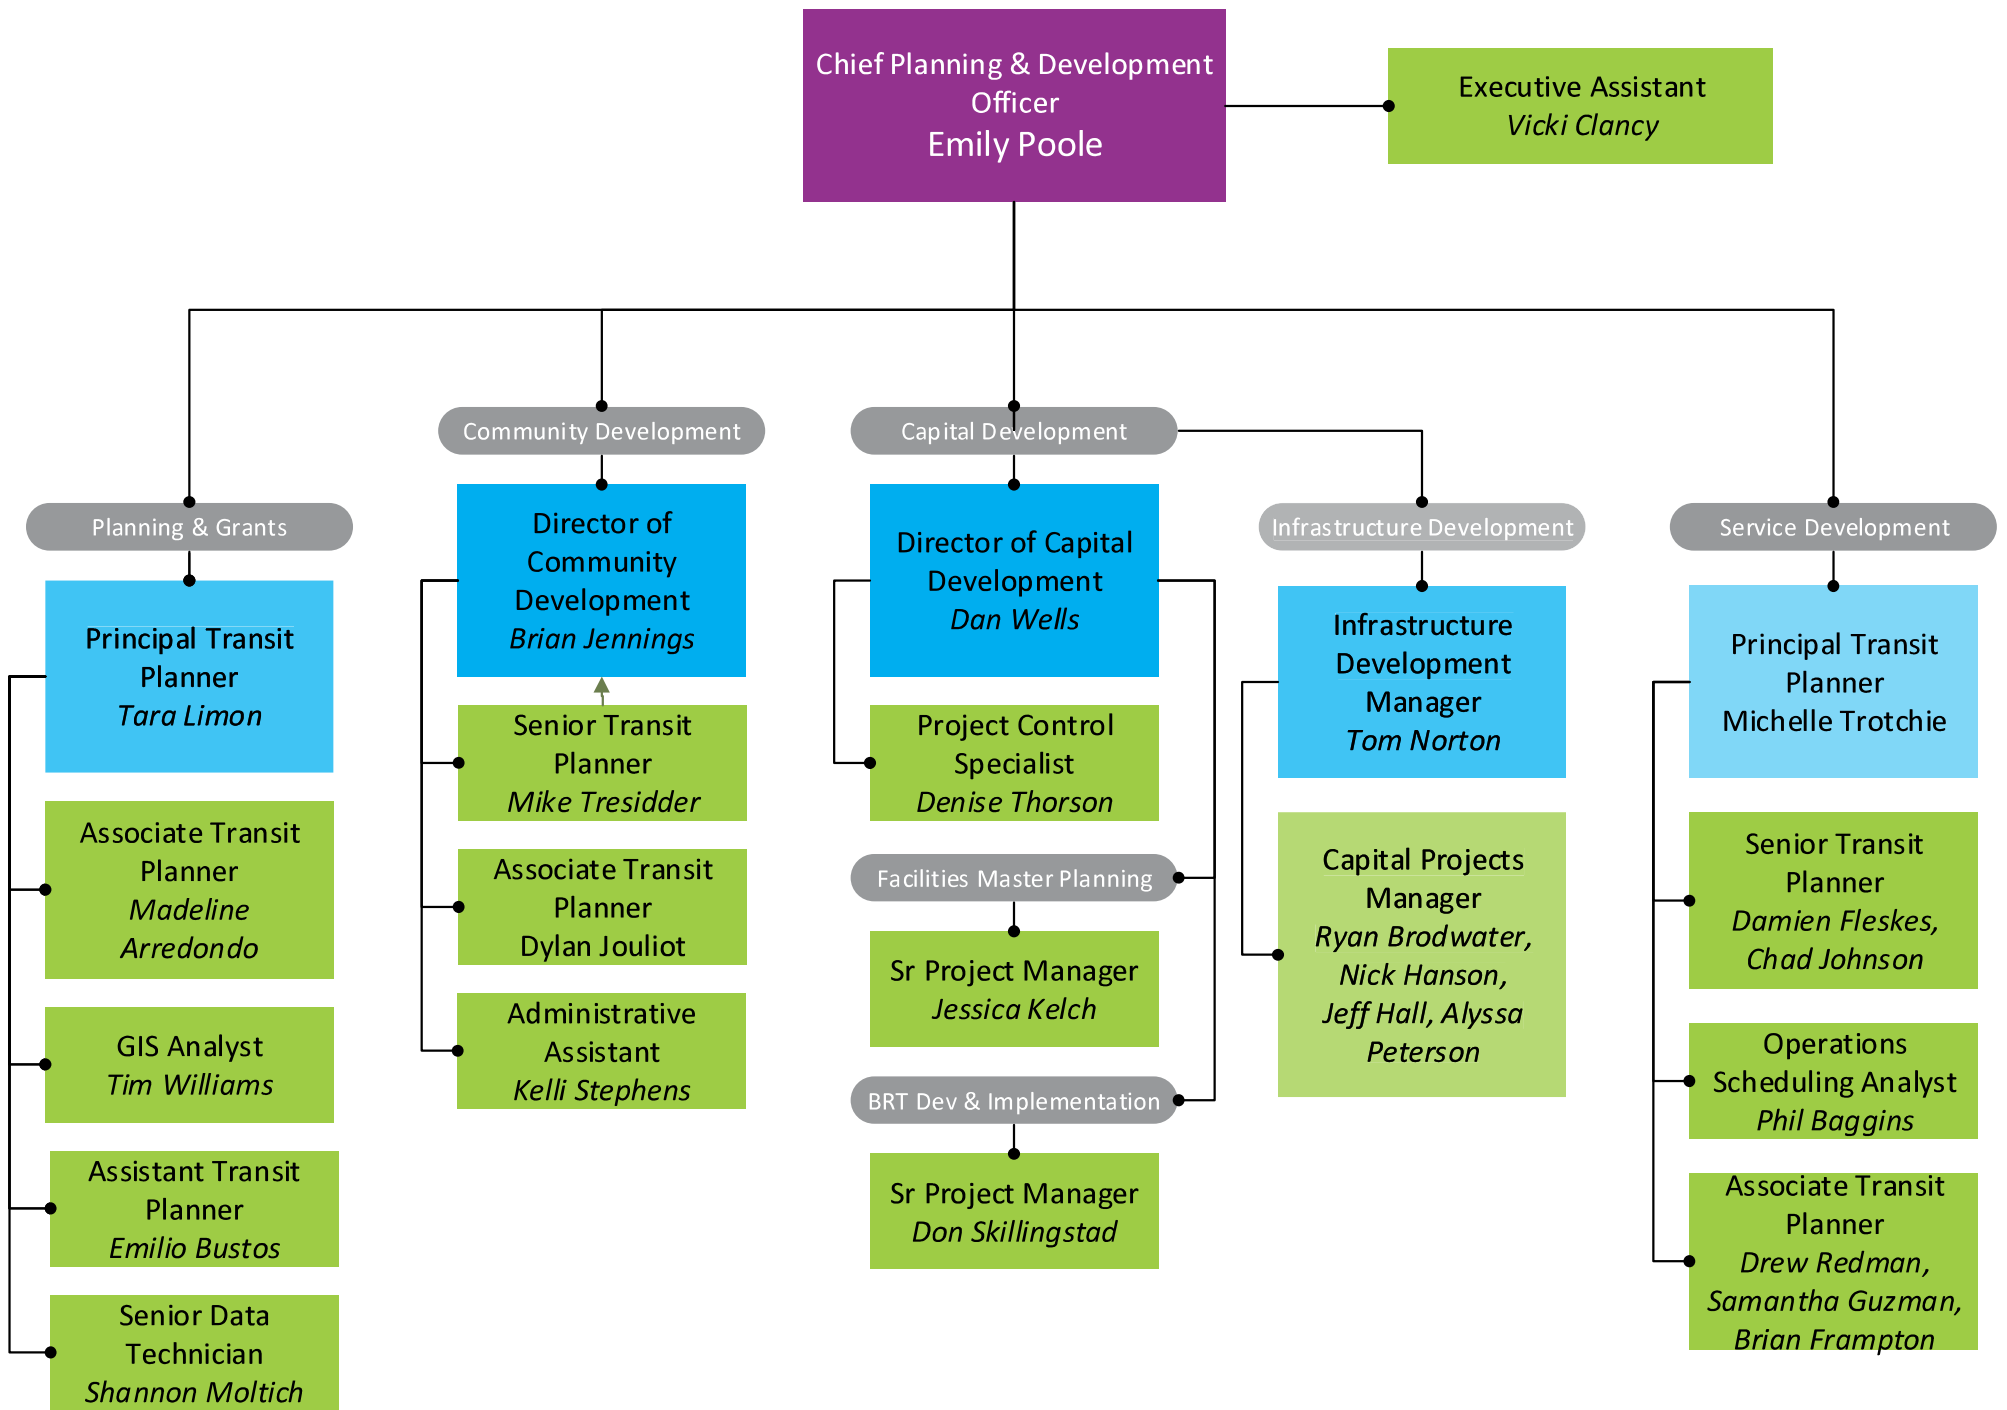 Chief Planning & Development
Officer
Emily Poole
Executive Assistant
Vicki Clancy
Planning & Grants
Principal Transit
Planner
Tara Limon
Associate Transit
Planner
Madeline
Arredondo
GIS Analyst
Tim Williams
Assistant Transit
Planner
Emilio Bustos
Senior Data
Technician
Shannon Moltich
Community Development
Director of
Community
Development
Brian Jennings
Senior Transit
Planner
Mike Tresidder
Associate Transit
Planner
Dylan Jouliot
Administrative
Assistant
Kelli Stephens
Capital Development
Director of Capital
Development
Dan Wells
Project Control
Specialist
Denise Thorson
Facilities Master Planning
Sr Project Manager
Jessica Kelch
BRT Dev & Implementation
Sr Project Manager
Don Skillingstad
Infrastructure Development
Infrastructure
Development
Manager
Tom Norton
Capital Projects
Manager
Ryan Brodwater,
Nick Hanson,
Jeff Hall, Alyssa
Peterson
Service Development
Principal Transit
Planner
Michelle Trotchie
Senior Transit
Planner
Damien Fleskes,
Chad Johnson
Operations
Scheduling Analyst
Phil Baggins
Associate Transit
Planner
Drew Redman,
Samantha Guzman,
Brian Frampton